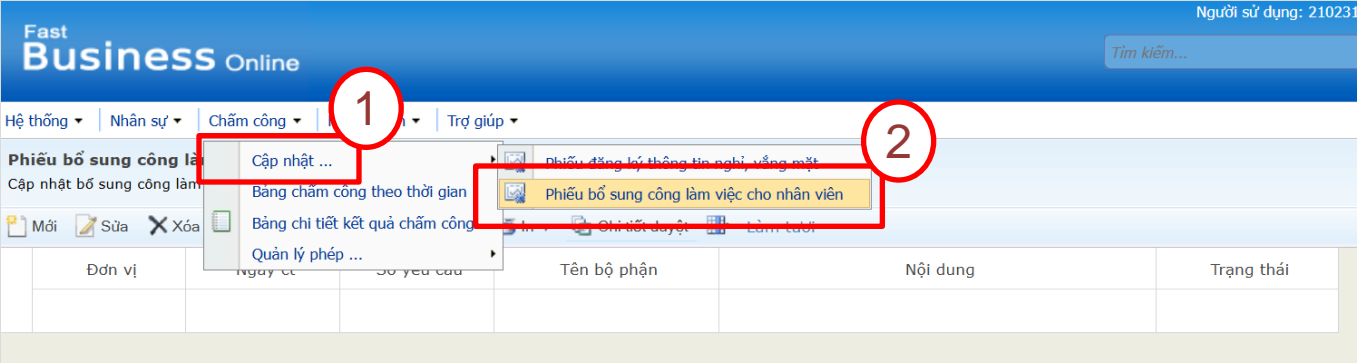 Người sử dụng: 210231
Fast
Business Online
Tìm kiếm...
1
Hệ thống Nhân sự Chấm công Trợ giúp
2
Phiếu bổ sung công
Cập nhật ...
Phiếu đăng ký thông tin nghỉ, vắng mặt
Cập nhật bổ sung công làm
Bảng chấm công theo thời gian
Phiếu bổ sung công làm việc cho nhân viên
Mới Sửa Xóa
Bảng chi tiết kết quả chấm công
In Chi tiết duyệt Làm tươi
Quản lý phép ...
Đơn vị Ngày ct Số yêu cầu Tên bộ phận Nội dung Trạng thái